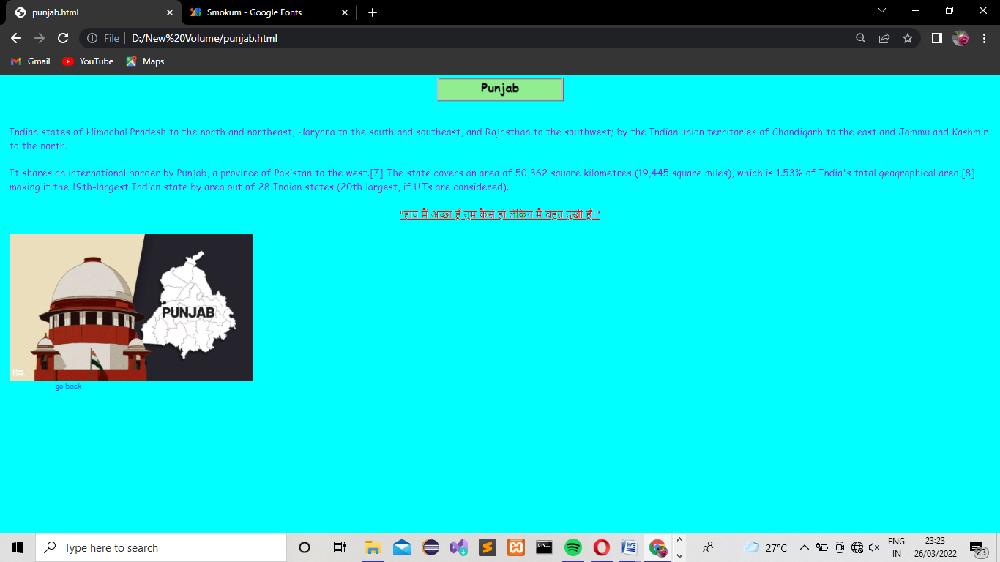 punjab.html
Smokum - Google Fonts
File
D:/New%20Volume/punjab.html
Gmail
YouTube
Maps
Punjab
Indian states of Himachal Pradesh to the north and northeast, Haryana to the south and southeast, and Rajasthan to the southwest; by the Indian union territories of Chandigarh to the east and Jammu and Kashmir
to the north.
It shares an international border by Punjab, a province of Pakistan to the west.[7] The state covers an area of 50,362 square kilometres (19,445 square miles), which is 1.53% of India's total geographical area,[8]
making it the 19th-largest Indian state by area out of 28 Indian states (20th largest, if UTs are considered).
"हाय मैं अच्छा हूँ तुम कैसे हो लेकिन मैं बहुत दुखी हूँ।"
PUNJAB
go back
Type here to search
27°C
ENG
IN
23:23
26/03/2022
23